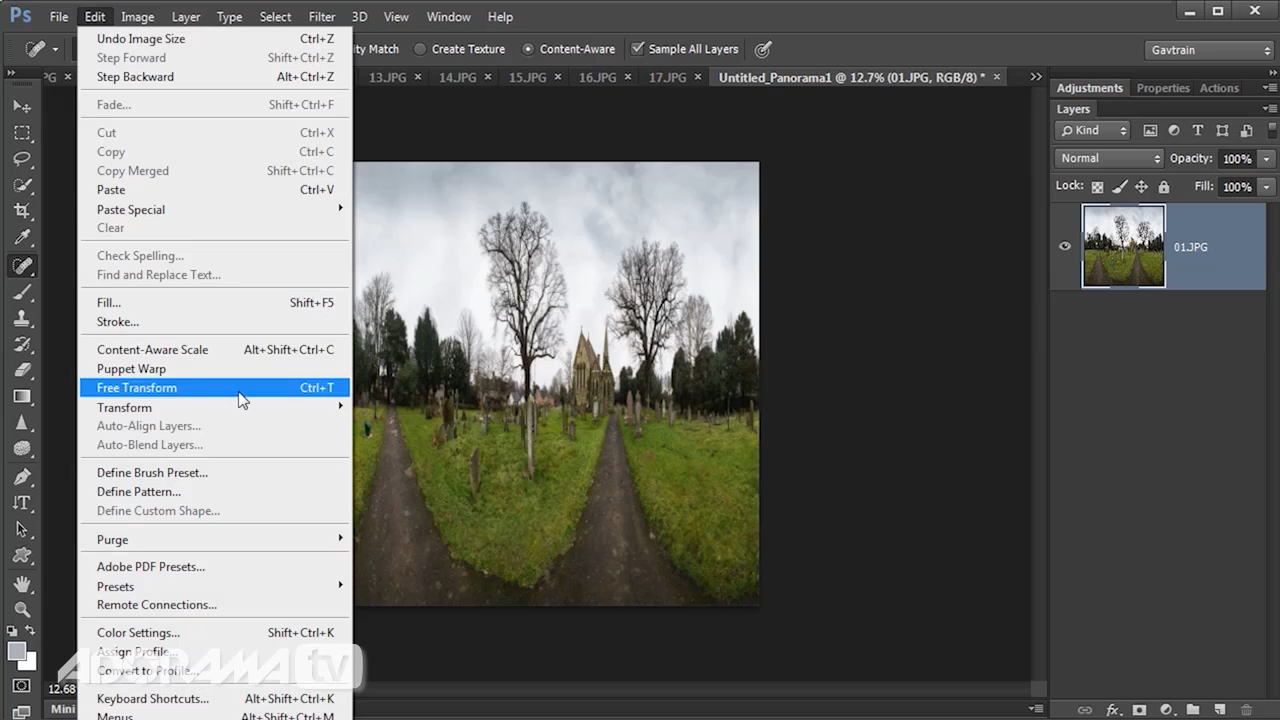 Ps File Edit Image Layer Type Select Filter 3D View Window Help
ity Match Create Texture Content-Aware Sample All Layers Gavtrain
PG 13.JPG 14.JPG 15.JPG 16.JPG 17.JPG Untitled_Panorama1 @ 12.7% (01.JPG, RGB/8) *
Undo Image Size Ctrl+Z
Step Forward Shift+Ctrl+Z
Step Backward Alt+Ctrl+Z
Fade... Shift+Ctrl+F
Cut Ctrl+X
Copy Ctrl+C
Copy Merged Shift+Ctrl+C
Paste Ctrl+V
Paste Special
Clear
Check Spelling...
Find and Replace Text...
Fill... Shift+F5
Stroke...
Content-Aware Scale Alt+Shift+Ctrl+C
Puppet Warp
Free Transform Ctrl+T
Transform
Auto-Align Layers...
Auto-Blend Layers...
Define Brush Preset...
Define Pattern...
Define Custom Shape...
Purge
Adobe PDF Presets...
Presets
Remote Connections...
Color Settings... Shift+Ctrl+K
Assign Profile...
Convert to Profile...
Keyboard Shortcuts... Alt+Shift+Ctrl+K
Menus... Alt+Shift+Ctrl+M
Adjustments Properties Actions
Layers
Kind
Normal Opacity: 100%
Lock: Fill: 100%
01.JPG
fx
ADORAMA tv
12.68
Mini